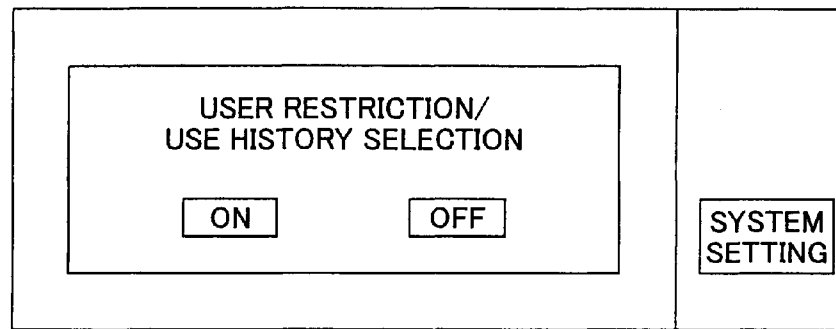 USER RESTRICTION/
USE HISTORY SELECTION
ON OFF
SYSTEM
SETTING